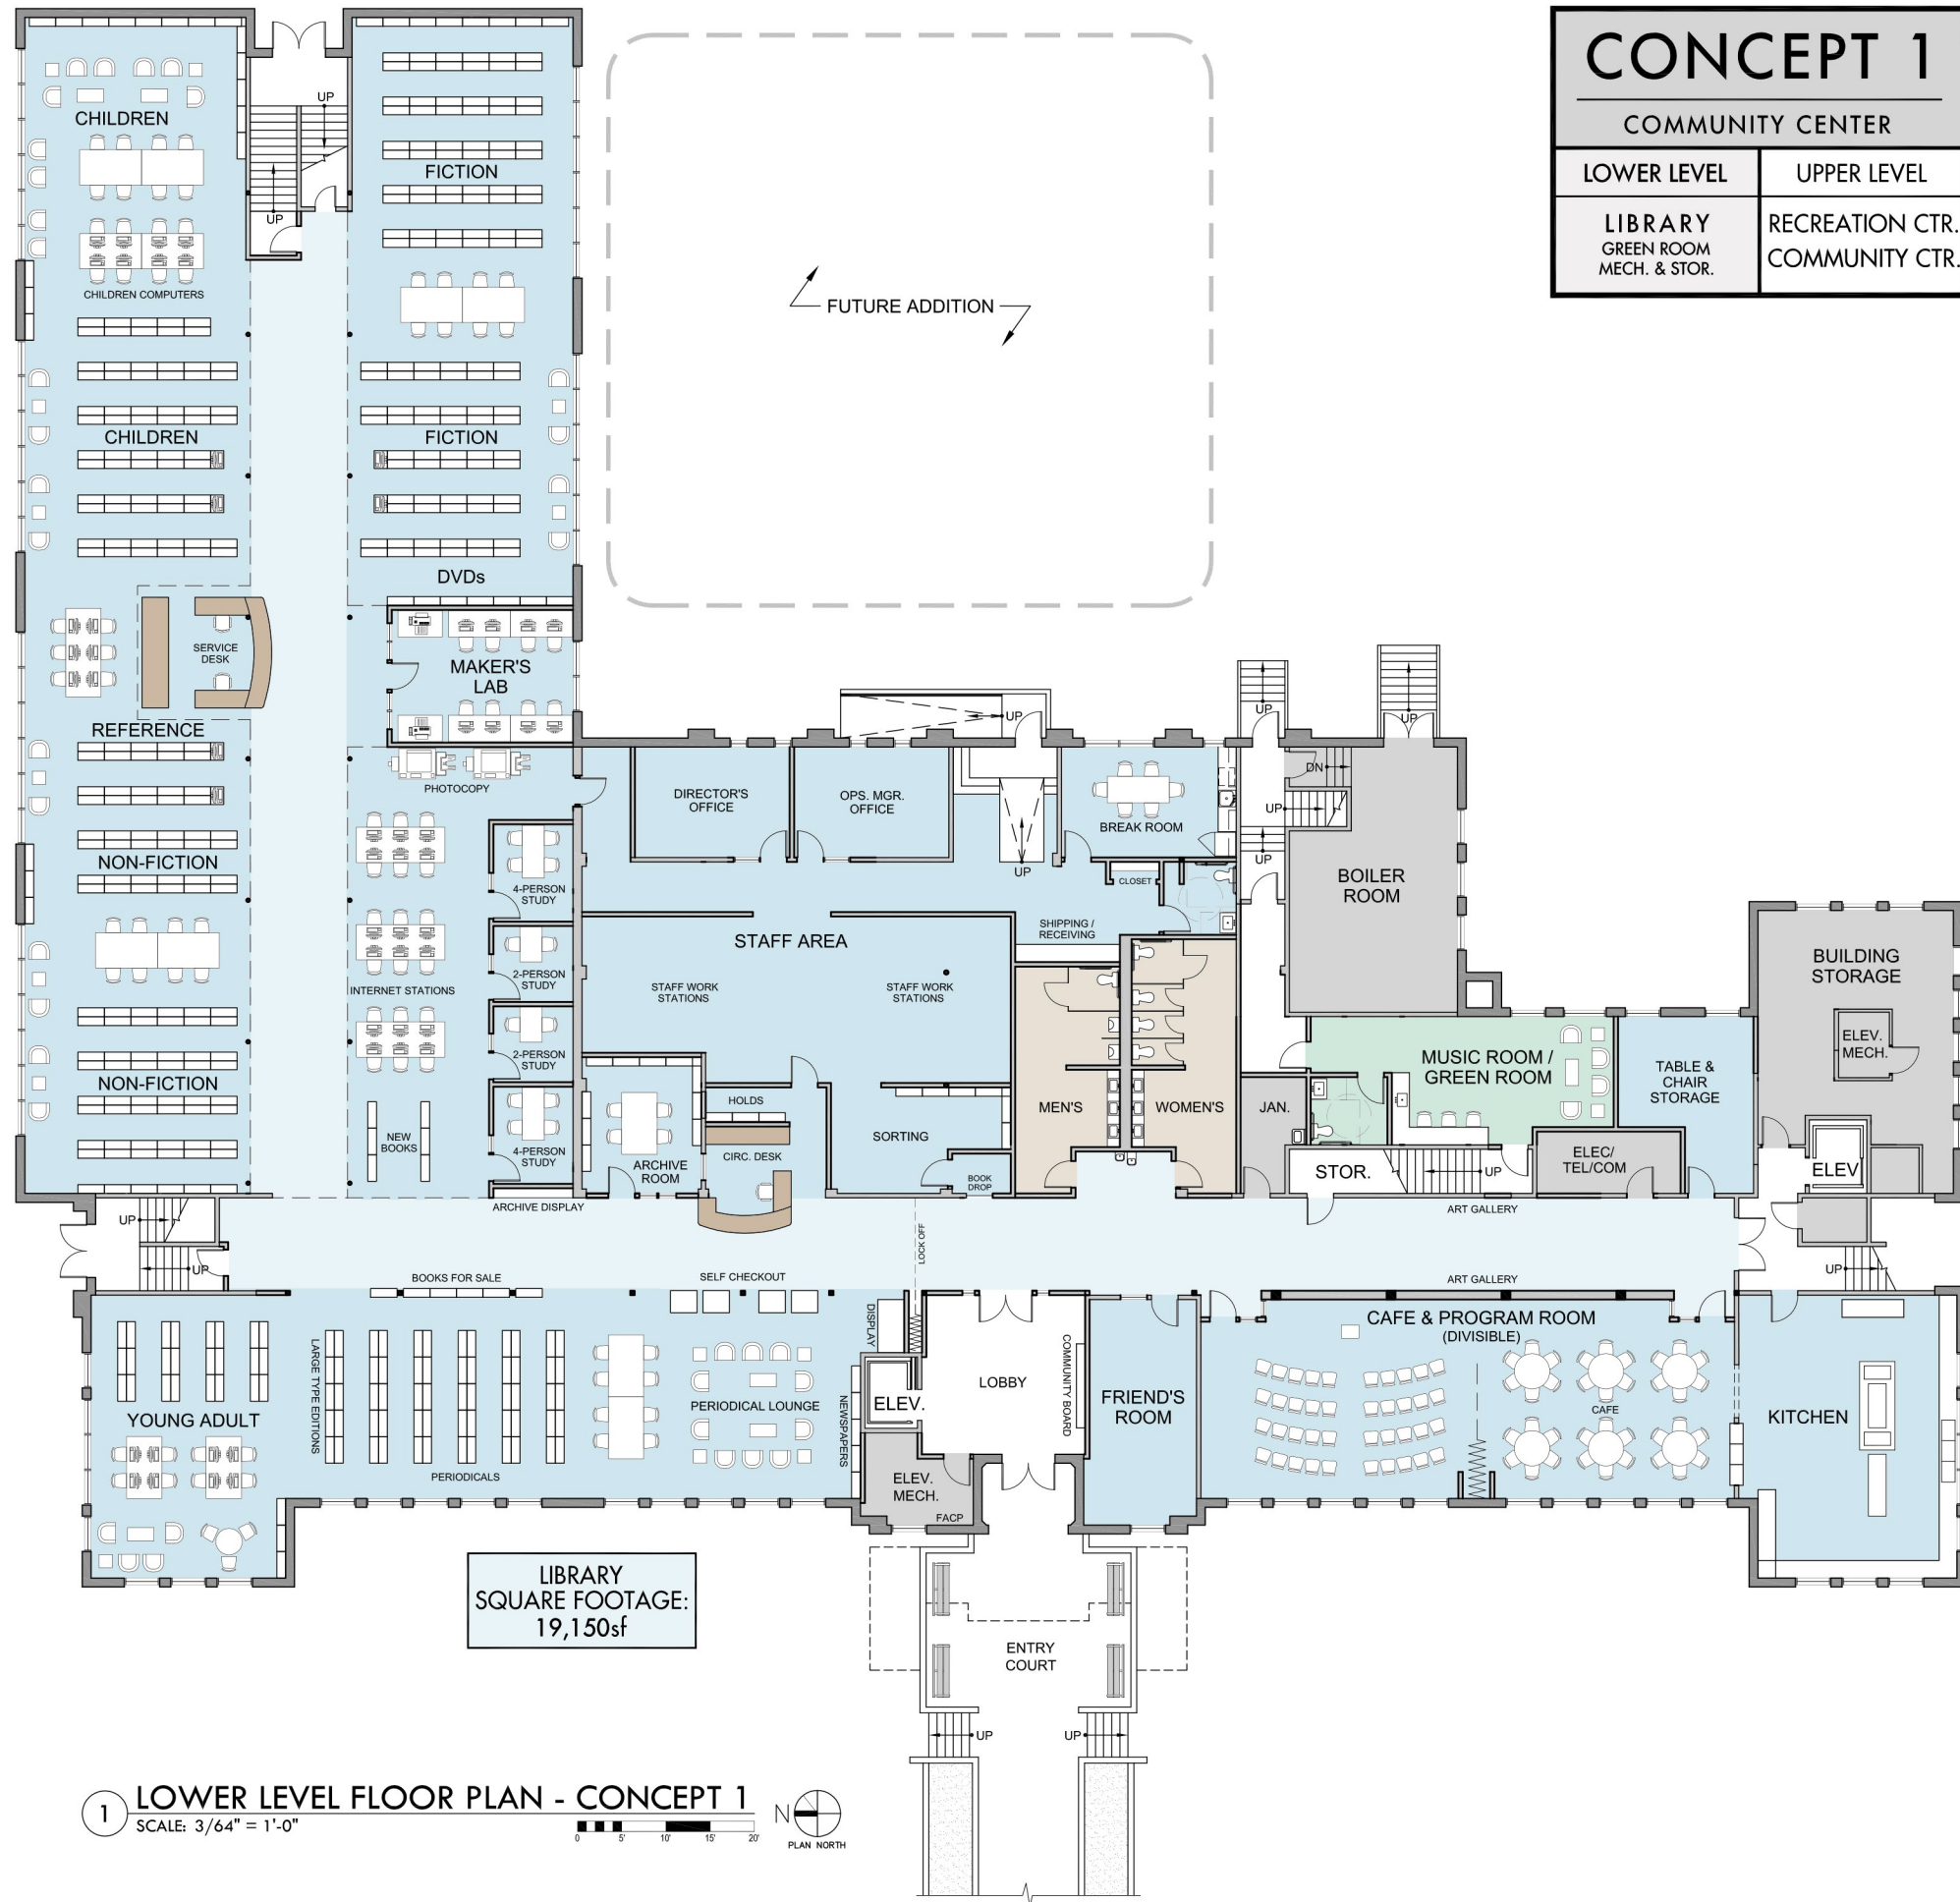 CONCEPT 1
COMMUNITY CENTER
LOWER LEVEL
UPPER LEVEL
LIBRARY
GREEN ROOM
MECH. & STOR.
RECREATION CTR.
COMMUNITY CTR.
UP
UP
CHILDREN
FICTION
CHILDREN COMPUTERS
FUTURE ADDITION
CHILDREN
FICTION
DVDs
SERVICE
DESK
MAKER'S
LAB
REFERENCE
PHOTOCOPY
NON-FICTION
4-PERSON
STUDY
2-PERSON
STUDY
INTERNET STATIONS
2-PERSON
STUDY
4-PERSON
STUDY
NON-FICTION
NEW
BOOKS
DIRECTOR'S
OFFICE
OPS. MGR.
OFFICE
UP
UP
BREAK ROOM
CLOSET
SHIPPING /
RECEIVING
STAFF AREA
STAFF WORK
STATIONS
STAFF WORK
STATIONS
HOLDS
CIRC. DESK
ARCHIVE
ROOM
SORTING
BOOK
DROP
MEN'S
WOMEN'S
UP
UP
DN
UP
UP
BOILER
ROOM
BUILDING
STORAGE
ELEV.
MECH.
MUSIC ROOM /
GREEN ROOM
TABLE &
CHAIR
STORAGE
JAN.
STOR.
UP
ELEC/
TEL/COM
ELEV
UP
UP
ARCHIVE DISPLAY
LOCK OFF
ART GALLERY
BOOKS FOR SALE
SELF CHECKOUT
ART GALLERY
UP
YOUNG ADULT
LARGE TYPE EDITIONS
PERIODICALS
PERIODICAL LOUNGE
DISPLAY
NEWSPAPERS
ELEV.
ELEV.
MECH.
FACP
LOBBY
COMMUNITY BOARD
FRIEND'S
ROOM
CAFE & PROGRAM ROOM
(DIVISIBLE)
CAFE
KITCHEN
LIBRARY
SQUARE FOOTAGE:
19,150sf
ENTRY
COURT
UP
UP
1
LOWER LEVEL FLOOR PLAN - CONCEPT 1
SCALE: 3/64" = 1'-0"
0 5' 10' 15' 20'
N
PLAN NORTH